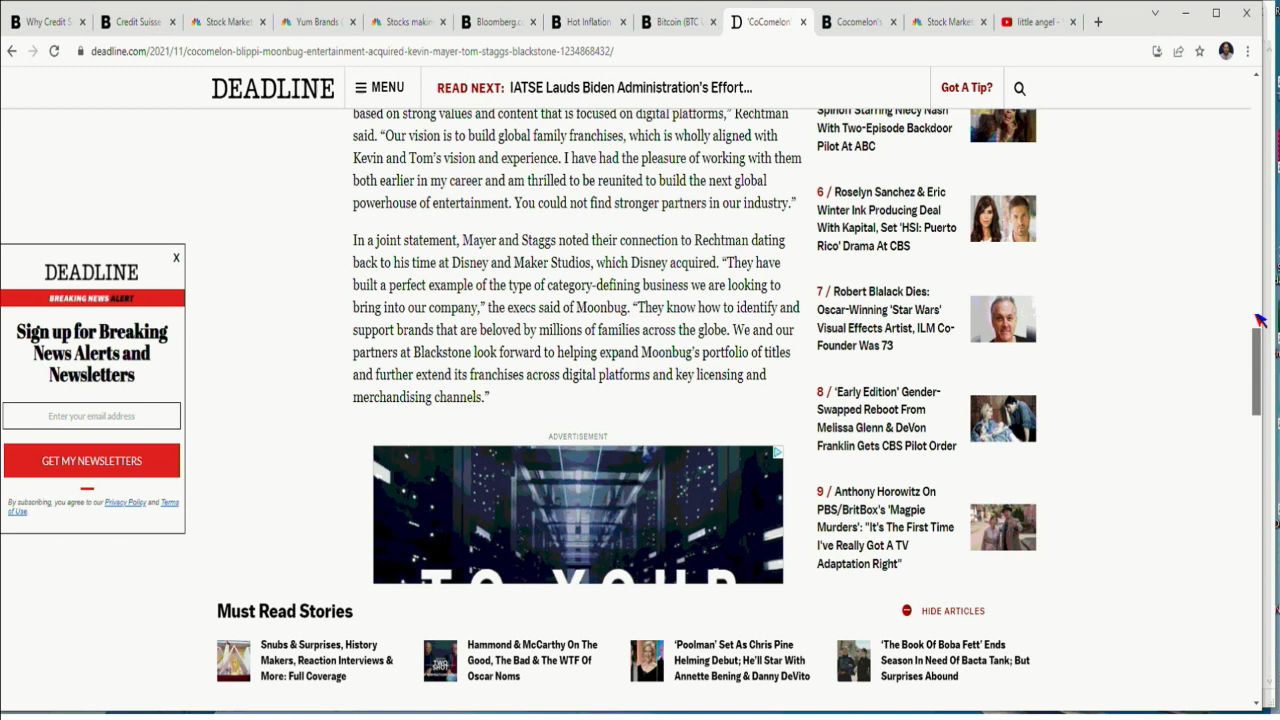 Why Credit S
Credit Suisse
Stock Market
Yum Brands (
Stocks makin
Bloomberg.co
Hot Inflation
Bitcoin (BTC
'CoComelon'
Cocomelon's
Stock Market
little angel -
deadline.com/2021/11/cocomelon-blippi-moonbug-entertainment-acquired-kevin-mayer-tom-staggs-blackstone-1234868432/
DEADLINE
MENU
READ NEXT: IATSE Lauds Biden Administration's Effort...
Got A Tip?
based on strong values and content that is focused on digital platforms,” Rechtman
said. “Our vision is to build global family franchises, which is wholly aligned with
Kevin and Tom’s vision and experience. I have had the pleasure of working with them
both earlier in my career and am thrilled to be reunited to build the next global
powerhouse of entertainment. You could not find stronger partners in our industry.”
In a joint statement, Mayer and Staggs noted their connection to Rechtman dating
back to his time at Disney and Maker Studios, which Disney acquired. “They have
built a perfect example of the type of category-defining business we are looking to
bring into our company,” the execs said of Moonbug. “They know how to identify and
support brands that are beloved by millions of families across the globe. We and our
partners at Blackstone look forward to helping expand Moonbug’s portfolio of titles
and further extend its franchises across digital platforms and key licensing and
merchandising channels.”
ADVERTISEMENT
TO YOUR
Spinoff Starring Niecy Nash
With Two-Episode Backdoor
Pilot At ABC
6 / Roselyn Sanchez & Eric
Winter Ink Producing Deal
With Kapital, Set 'HSI: Puerto
Rico' Drama At CBS
7 / Robert Blalack Dies:
Oscar-Winning 'Star Wars'
Visual Effects Artist, ILM Co-
Founder Was 73
8 / 'Early Edition' Gender-
Swapped Reboot From
Melissa Glenn & DeVon
Franklin Gets CBS Pilot Order
9 / Anthony Horowitz On
PBS/BritBox's 'Magpie
Murders': "It's The First Time
I've Really Got A TV
Adaptation Right"
X
DEADLINE
BREAKING NEWS ALERT
Sign up for Breaking
News Alerts and
Newsletters
Enter your email address
GET MY NEWSLETTERS
By subscribing, you agree to our Privacy Policy and Terms
of Use.
Must Read Stories
HIDE ARTICLES
Snubs & Surprises, History
Makers, Reaction Interviews &
More: Full Coverage
Hammond & McCarthy On The
Good, The Bad & The WTF Of
Oscar Noms
‘Poolman’ Set As Chris Pine
Helming Debut; He’ll Star With
Annette Bening & Danny DeVito
‘The Book Of Boba Fett’ Ends
Season In Need Of Bacta Tank; But
Surprises Abound